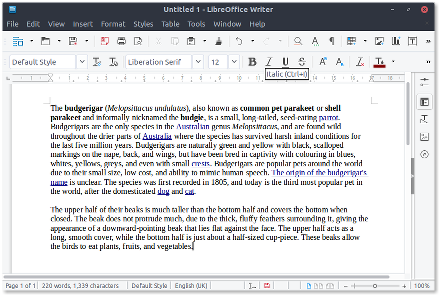 Untitled 1 - LibreOffice Writer
File Edit View Insert Format Styles Table Tools Window
Default Style Liberation Serif 12 B I U S A A
Italic (Ctrl+I)
The budgerigar (Melopsittacus undulatus), also known as common pet parakeet or shell
parakeet and informally nicknamed the budgie, is a small, long-tailed, seed-eating parrot.
Budgerigars are the only species in the Australian genus Melopsittacus, and are found wild
throughout the drier parts of Australia where the species has survived harsh inland conditions for
the last five million years. Budgerigars are naturally green and yellow with black, scalloped
markings on the nape, back, and wings, but have been bred in captivity with colouring in blues,
whites, yellows, greys, and even with small crests. Budgerigars are popular pets around the world
due to their small size, low cost, and ability to mimic human speech. The origin of the budgerigar's
name is unclear. The species was first recorded in 1805, and today is the third most popular pet in
the world, after the domesticated dog and cat.
The upper half of their beaks is much taller than the bottom half and covers the bottom when
closed. The beak does not protrude much, due to the thick, fluffy feathers surrounding it, giving the
appearance of a downward-pointing beak that lies flat against the face. The upper half acts as a
long, smooth cover, while the bottom half is just about a half-sized cup-piece. These beaks allow
the birds to eat plants, fruits, and vegetables.
Page 1 of 1 220 words, 1,339 characters Default Style English (UK) 100%